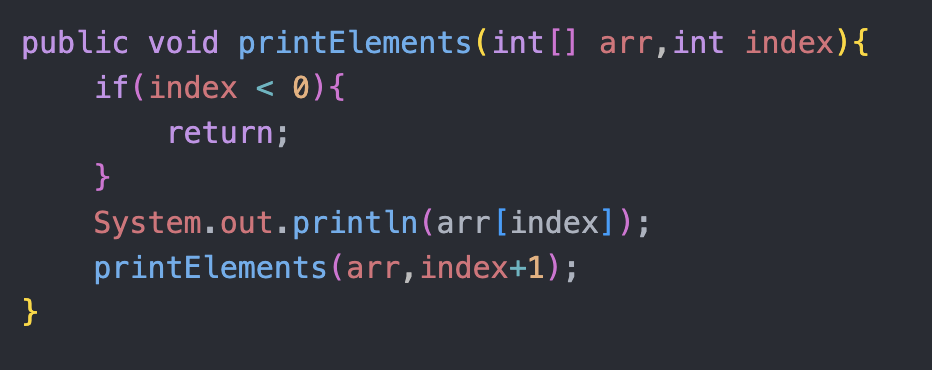 public void printElements(int[] arr,int index){
    if(index < 0){
        return;
    }
    System.out.println(arr[index]);
    printElements(arr,index+1);
}